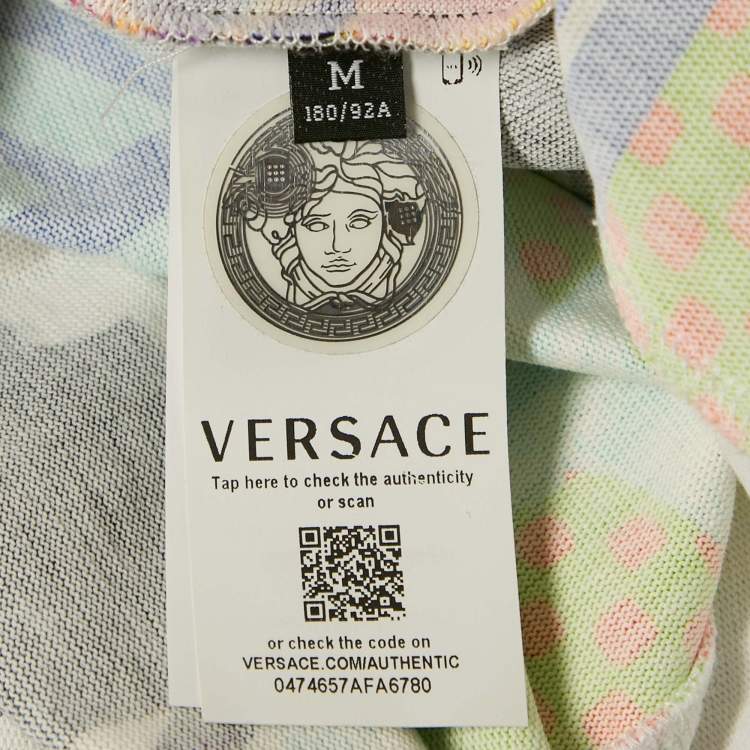 M
180/92A
VERSACE
Tap here to check the authenticity
or scan
or check the code on
VERSACE.COM/AUTHENTIC
0474657AFA6780